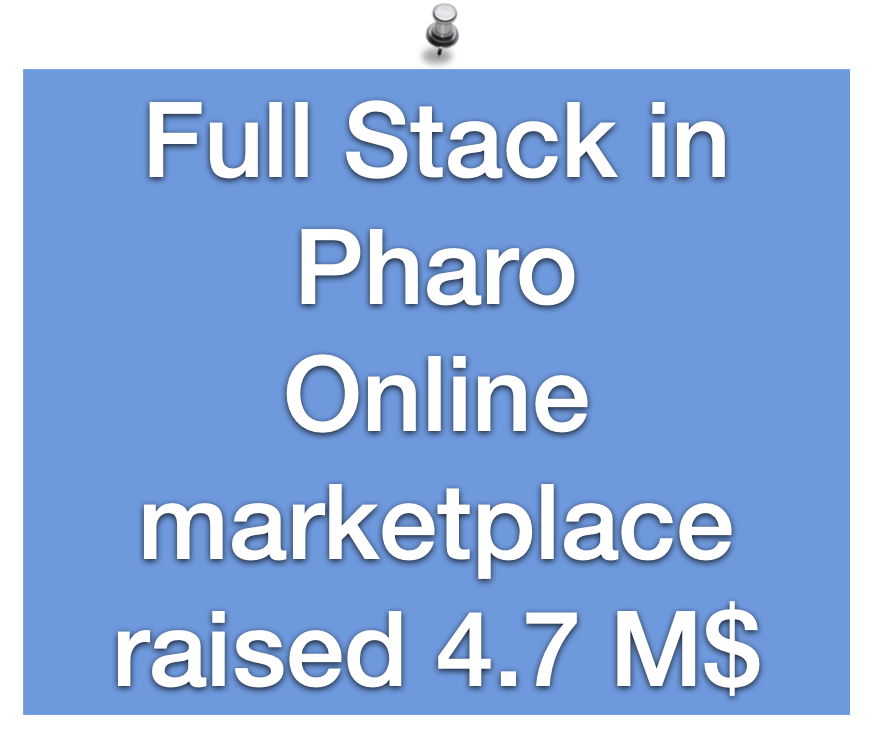 Full Stack in
Pharo
Online
marketplace
raised 4.7 M$